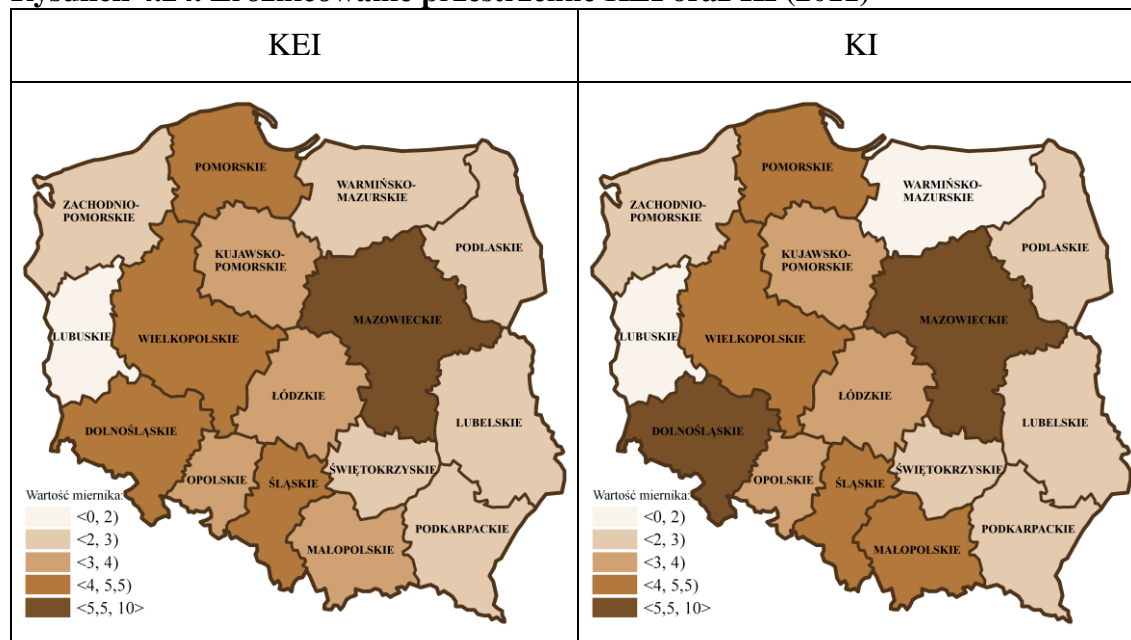 KEI
KI
POMORSKIE
WARMIŃSKO-
MAZURSKIE
ZACHODNIO-
POMORSKIE
PODLASKIE
KUJAWSKO-
POMORSKIE
MAZOWIECKIE
LUBUSKIE
WIELKOPOLSKIE
ŁÓDZKIE
LUBELSKIE
DOLNOŚLĄSKIE
ŚWIĘTOKRZYSKIE
OPOLSKIE
ŚLĄSKIE
PODKARPACKIE
MAŁOPOLSKIE
Wartość miernika:
<0, 2)
<2, 3)
<3, 4)
<4, 5,5)
<5,5, 10>
POMORSKIE
WARMIŃSKO-
MAZURSKIE
ZACHODNIO-
POMORSKIE
PODLASKIE
KUJAWSKO-
POMORSKIE
MAZOWIECKIE
LUBUSKIE
WIELKOPOLSKIE
ŁÓDZKIE
LUBELSKIE
DOLNOŚLĄSKIE
ŚWIĘTOKRZYSKIE
OPOLSKIE
ŚLĄSKIE
PODKARPACKIE
MAŁOPOLSKIE
Wartość miernika:
<0, 2)
<2, 3)
<3, 4)
<4, 5,5)
<5,5, 10>